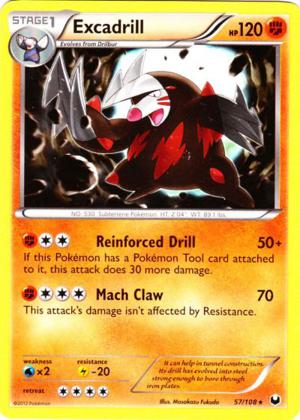 STAGE1
Excadrill
HP 120
Evolves from Drilbur
NO. 530 Subterrene Pokémon HT: 2'04" WT: 89.1 lbs.
Reinforced Drill 50+
If this Pokémon has a Pokémon Tool card attached
to it, this attack does 30 more damage.
Mach Claw 70
This attack's damage isn't affected by Resistance.
weakness
×2
resistance
-20
retreat
It can help in tunnel construction.
Its drill has evolved into steel
strong enough to bore through
iron plates.
Illus. Masakazu Fukuda
57/108 ★
©2012 Pokémon